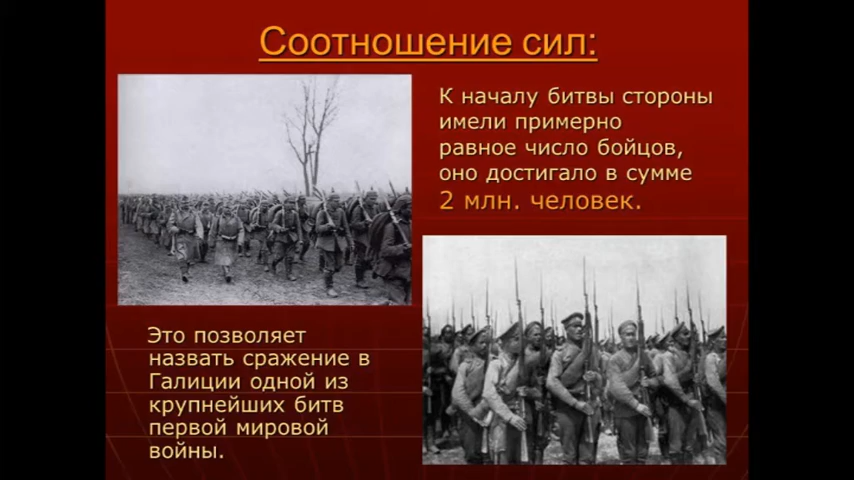 Соотношение сил:
К началу битвы стороны
имели примерно
равное число бойцов,
оно достигало в сумме
2 млн. человек.
Это позволяет
назвать сражение в
Галиции одной из
крупнейших битв
первой мировой
войны.